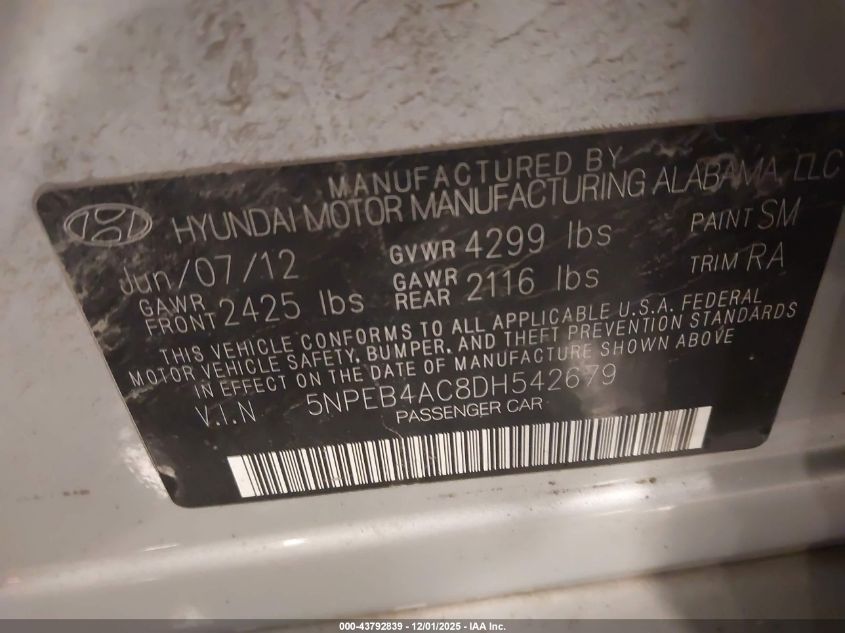 MANUFACTURED BY
HYUNDAI MOTOR MANUFACTURING ALABAMA, LLC
Jun/07/12
GVWR 4299 lbs
PAINT SM
GAWR FRONT 2425 lbs
GAWR REAR 2116 lbs
TRIM RA
THIS VEHICLE CONFORMS TO ALL APPLICABLE U.S.A. FEDERAL
MOTOR VEHICLE SAFETY, BUMPER, AND THEFT PREVENTION STANDARDS
IN EFFECT ON THE DATE OF MANUFACTURE SHOWN ABOVE
V.I.N 5NPEB4AC8DH542679
PASSENGER CAR
000-43792839 - 12/01/2025 - IAA Inc.